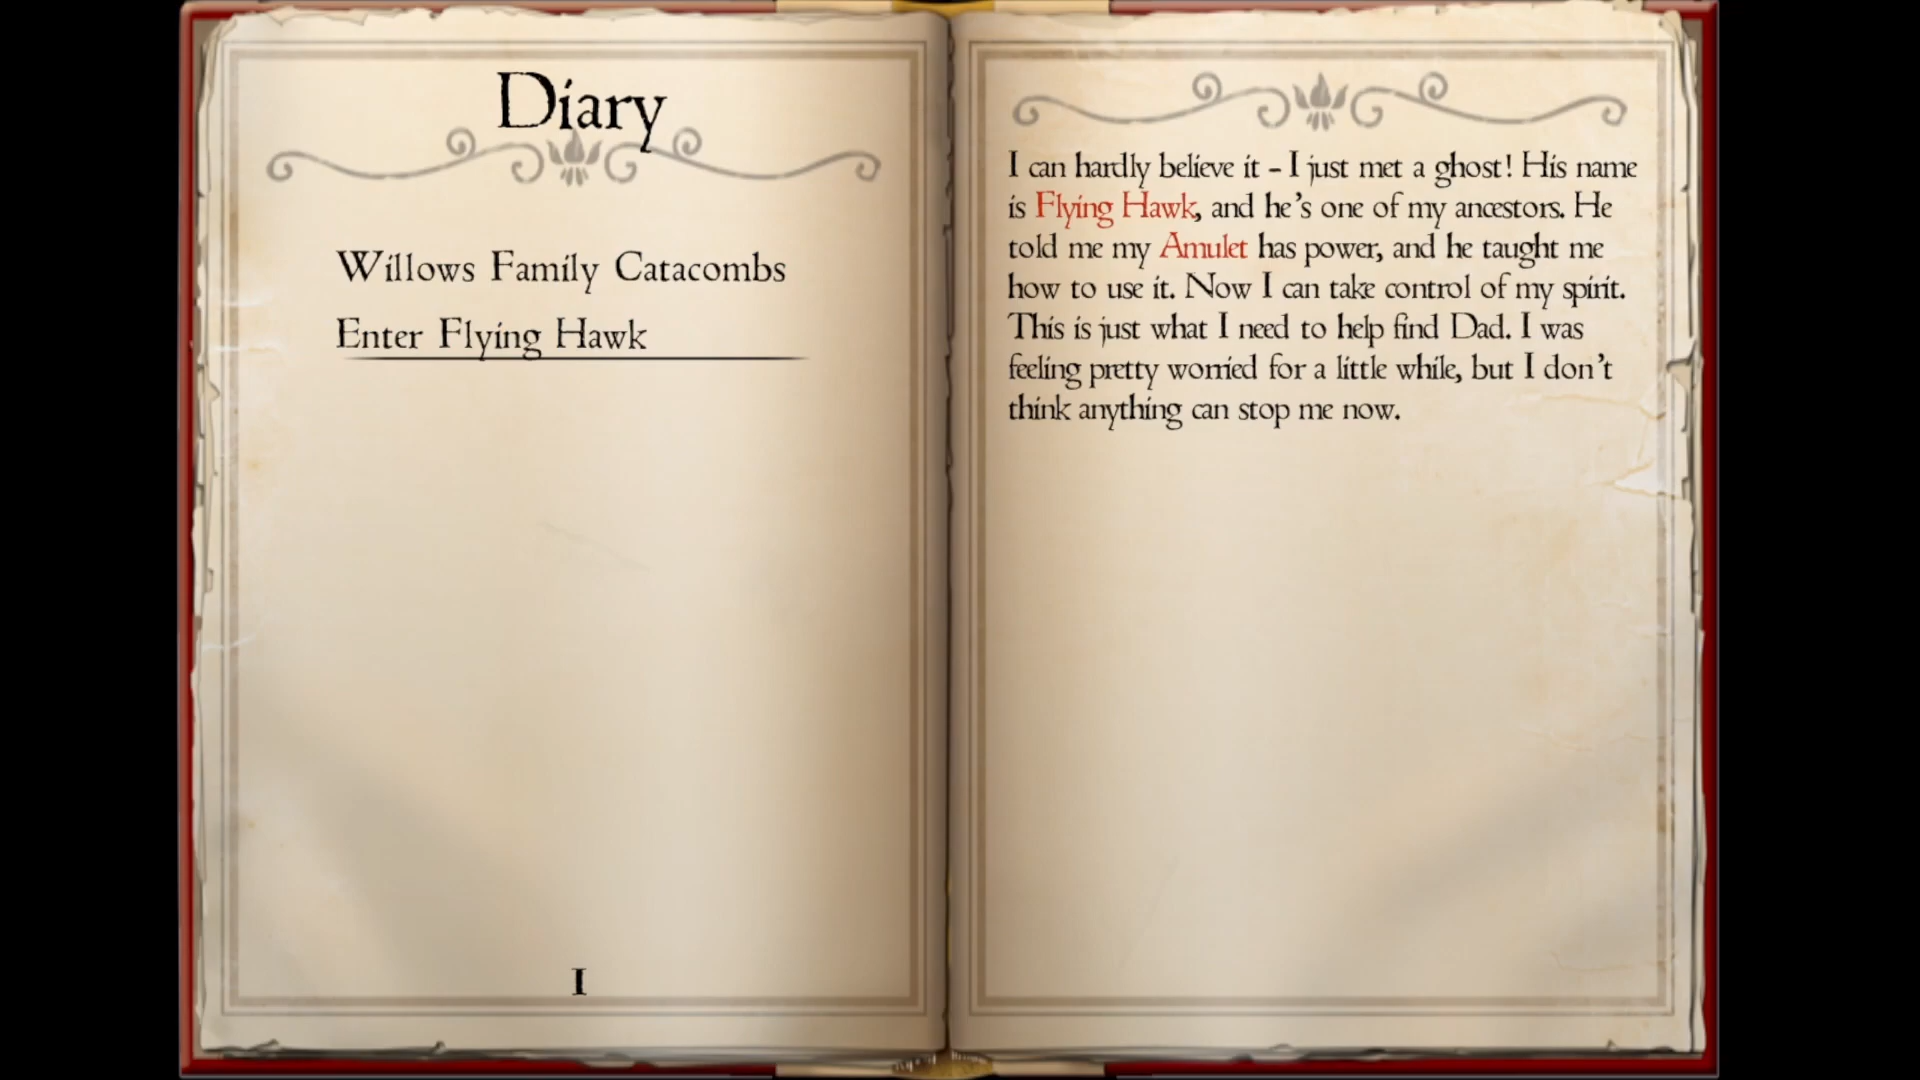 Diary
Willows Family Catacombs
Enter Flying Hawk
I
I can hardly believe it - I just met a ghost! His name
is Flying Hawk, and he's one of my ancestors. He
told me my Amulet has power, and he taught me
how to use it. Now I can take control of my spirit.
This is just what I need to help find Dad. I was
feeling pretty worried for a little while, but I don't
think anything can stop me now.